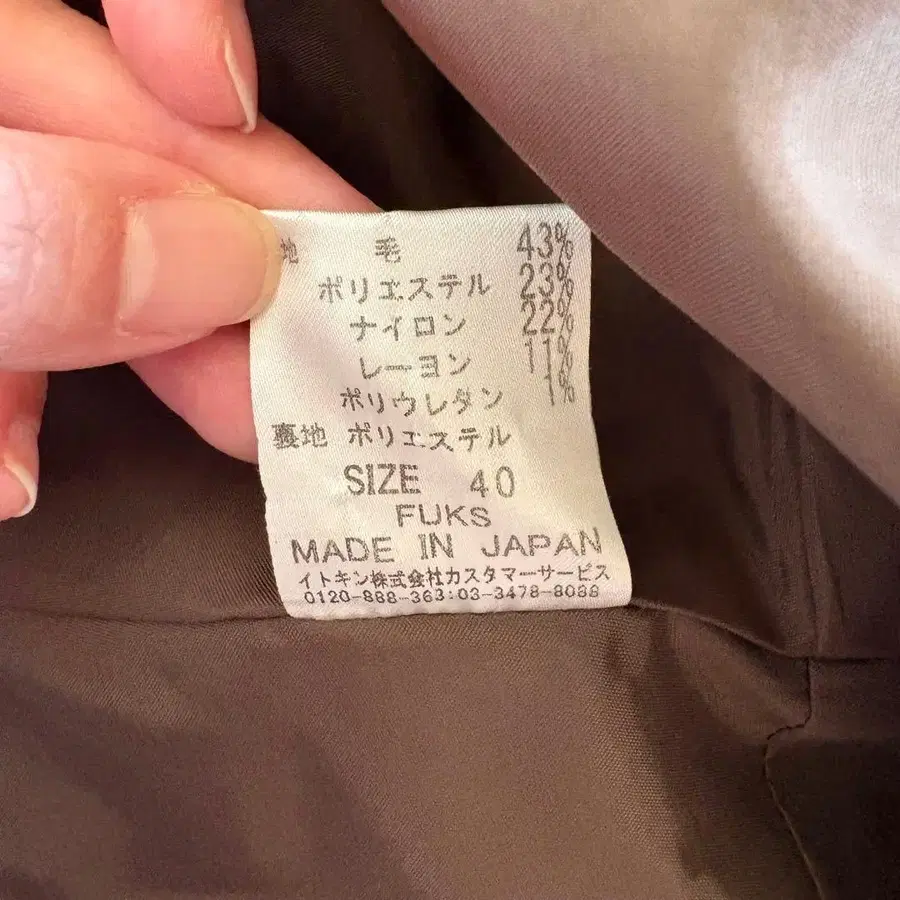 地 毛 43%
ポリエステル 23%
ナイロン 22%
レーヨン 11%
ポリウレタン 1%
裏地 ポリエステル
SIZE 40
FUKS
MADE IN JAPAN
イトキン株式会社カスタマーサービス
0120-888-363:03-3478-8088